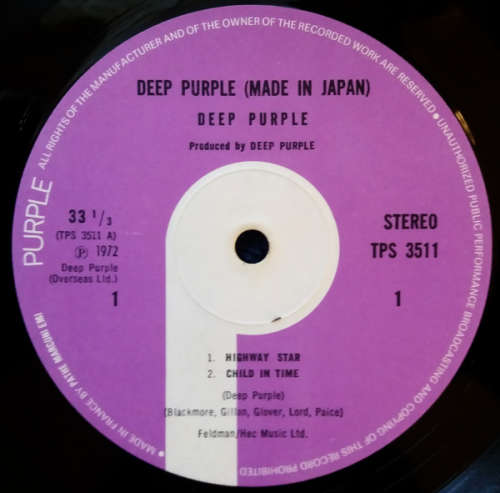 ALL RIGHTS OF THE MANUFACTURER AND OF THE OWNER OF THE RECORDED WORK ARE RESERVED • UNAUTHORIZED PUBLIC PERFORMANCE BROADCASTING AND COPYING OF THIS RECORD PROHIBITED
DEEP PURPLE (MADE IN JAPAN)
DEEP PURPLE
Produced by DEEP PURPLE
PURPLE
33 1/3
(TPS 3511 A)
Ⓟ 1972
Deep Purple
(Overseas Ltd.)
1
STEREO
TPS 3511
1
1. HIGHWAY STAR
2. CHILD IN TIME
(Deep Purple)
(Blackmore, Gillan, Glover, Lord, Paice)
Feldman/Hec Music Ltd.
• MADE IN FRANCE BY PATHE MARCONI EMI